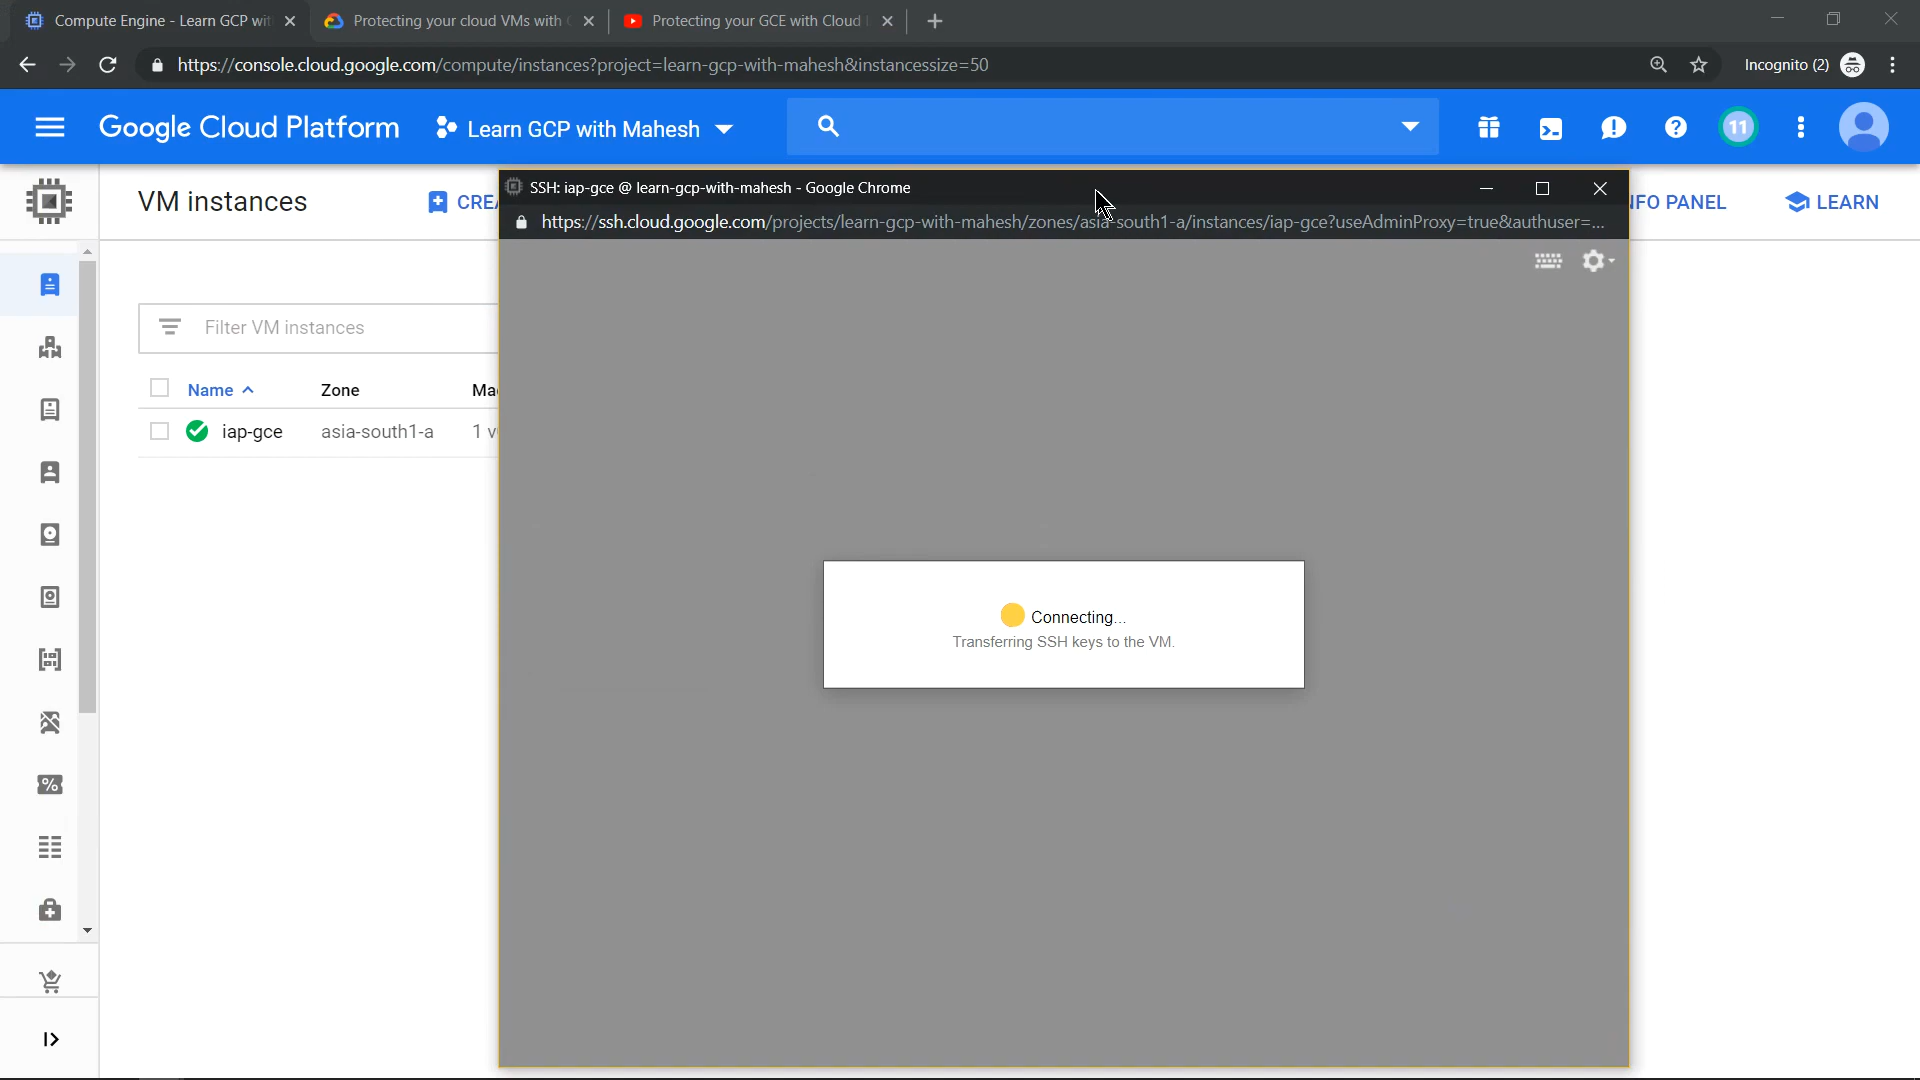 Compute Engine - Learn GCP wit
Protecting your cloud VMs with
Protecting your GCE with Cloud
https://console.cloud.google.com/compute/instances?project=learn-gcp-with-mahesh&instancessize=50
Incognito (2)
Google Cloud Platform
Learn GCP with Mahesh
11
VM instances
CREA
SSH: iap-gce @ learn-gcp-with-mahesh - Google Chrome
NFO PANEL
LEARN
https://ssh.cloud.google.com/projects/learn-gcp-with-mahesh/zones/asia-south1-a/instances/iap-gce?useAdminProxy=true&authuser=...
Filter VM instances
Name Zone Mac
iap-gce asia-south1-a 1 v
Connecting...
Transferring SSH keys to the VM.